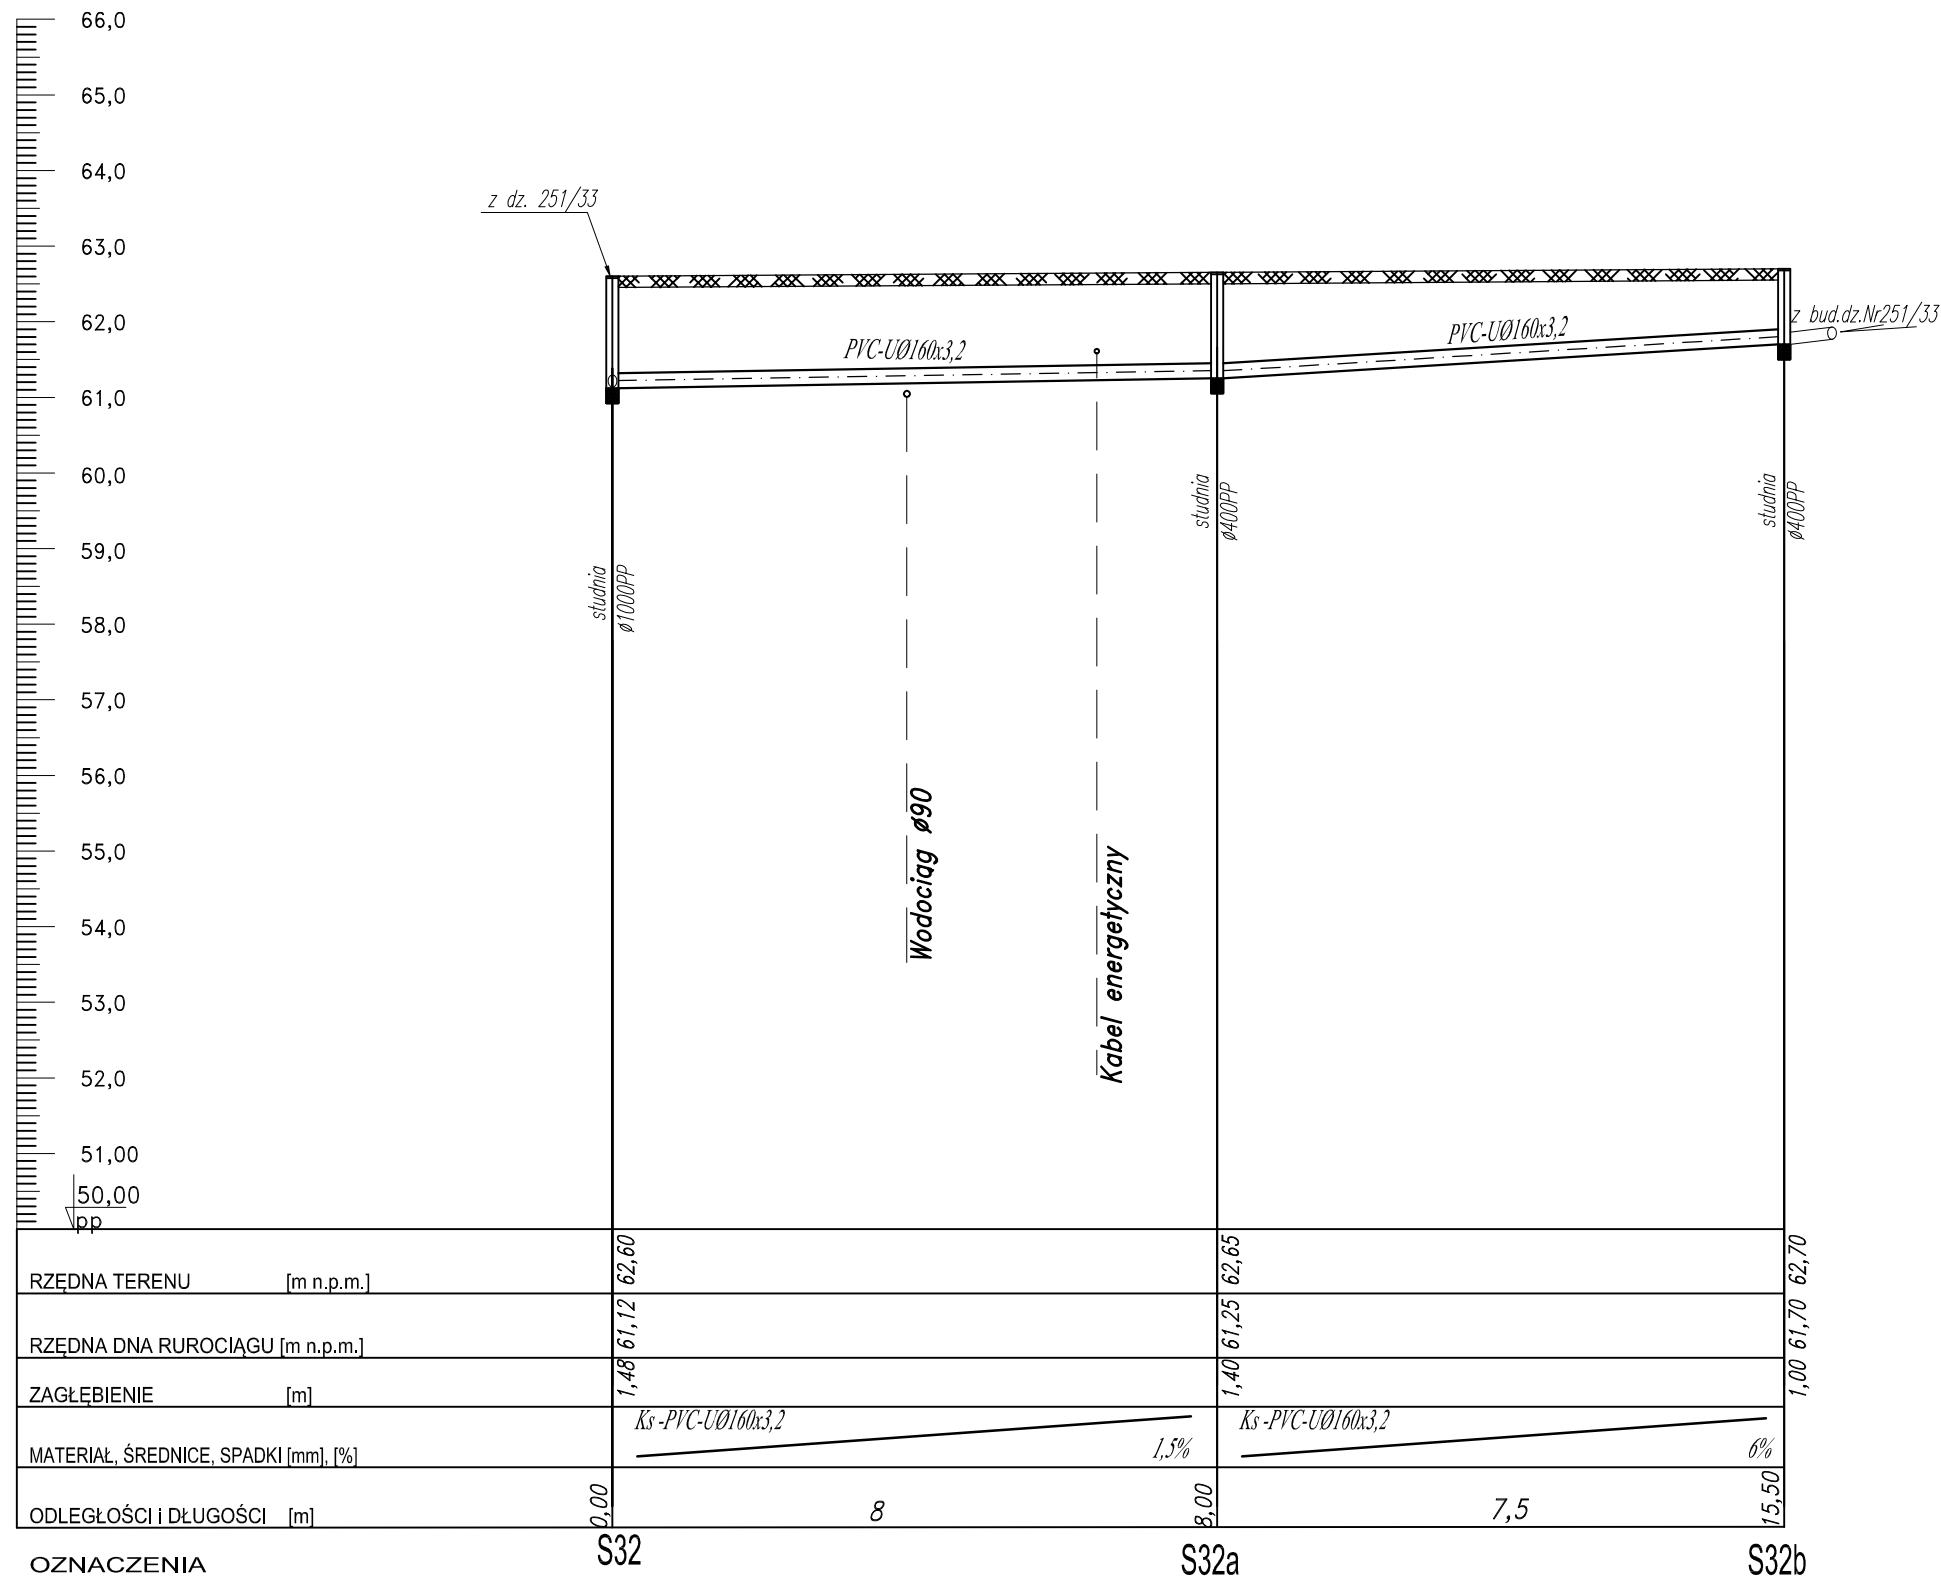 66,0
65,0
64,0
63,0
62,0
61,0
60,0
59,0
58,0
57,0
56,0
55,0
54,0
53,0
52,0
51,00
50,00
pp
z dz. 251/33
PVC-UØ160x3,2
PVC-UØ160x3,2
z bud.dz.Nr251/33
studnia
ø1000PP
studnia
ø400PP
studnia
ø400PP
Wodociąg ø90
Kabel energetyczny
RZĘDNA TERENU [m n.p.m.] 62,60 62,65 62,70
RZĘDNA DNA RUROCIĄGU [m n.p.m.] 61,12 61,25 61,70
ZAGŁĘBIENIE [m] 1,48 1,40 1,00
MATERIAŁ, ŚREDNICE, SPADKI [mm], [%] Ks -PVC-UØ160x3,2 1,5% Ks -PVC-UØ160x3,2 6%
ODLEGŁOŚCI i DŁUGOŚCI [m] 0,00 8 8,00 7,5 15,50
OZNACZENIA S32 S32a S32b